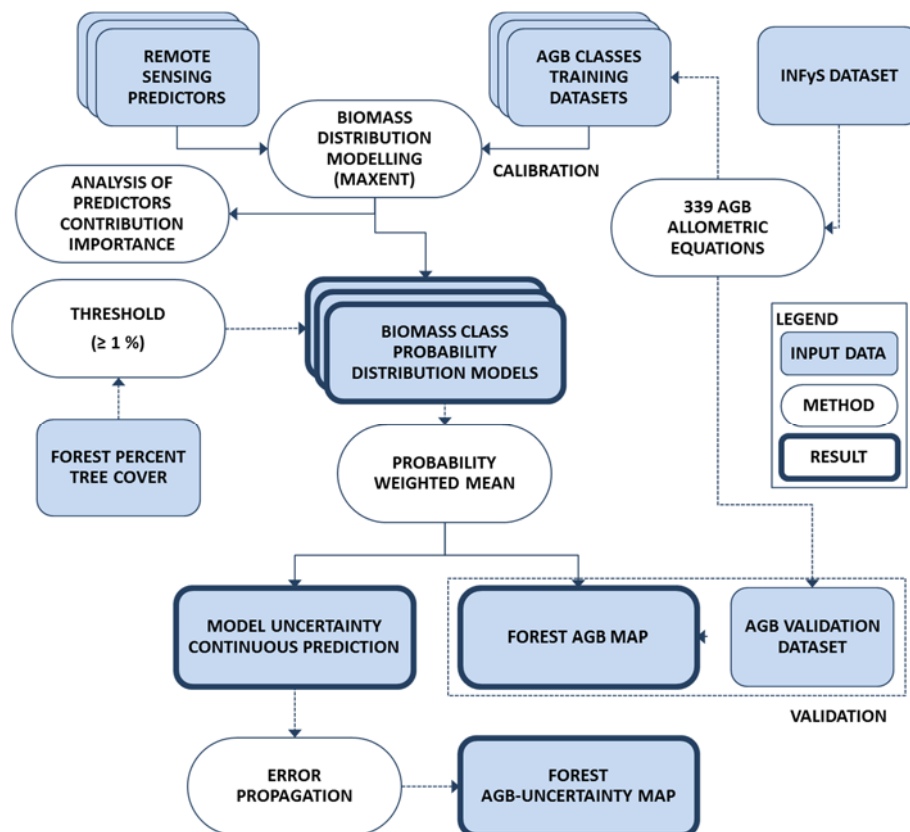 REMOTE
SENSING
PREDICTORS
AGB CLASSES
TRAINING
DATASETS
INFyS DATASET
BIOMASS
DISTRIBUTION
MODELLING
(MAXENT)
CALIBRATION
ANALYSIS OF
PREDICTORS
CONTRIBUTION
IMPORTANCE
339 AGB
ALLOMETRIC
EQUATIONS
THRESHOLD
(≥ 1 %)
BIOMASS CLASS
PROBABILITY
DISTRIBUTION MODELS
LEGEND
INPUT DATA
METHOD
RESULT
FOREST PERCENT
TREE COVER
PROBABILITY
WEIGHTED MEAN
MODEL UNCERTAINTY
CONTINUOUS PREDICTION
FOREST AGB MAP
AGB VALIDATION
DATASET
VALIDATION
ERROR
PROPAGATION
FOREST
AGB-UNCERTAINTY MAP